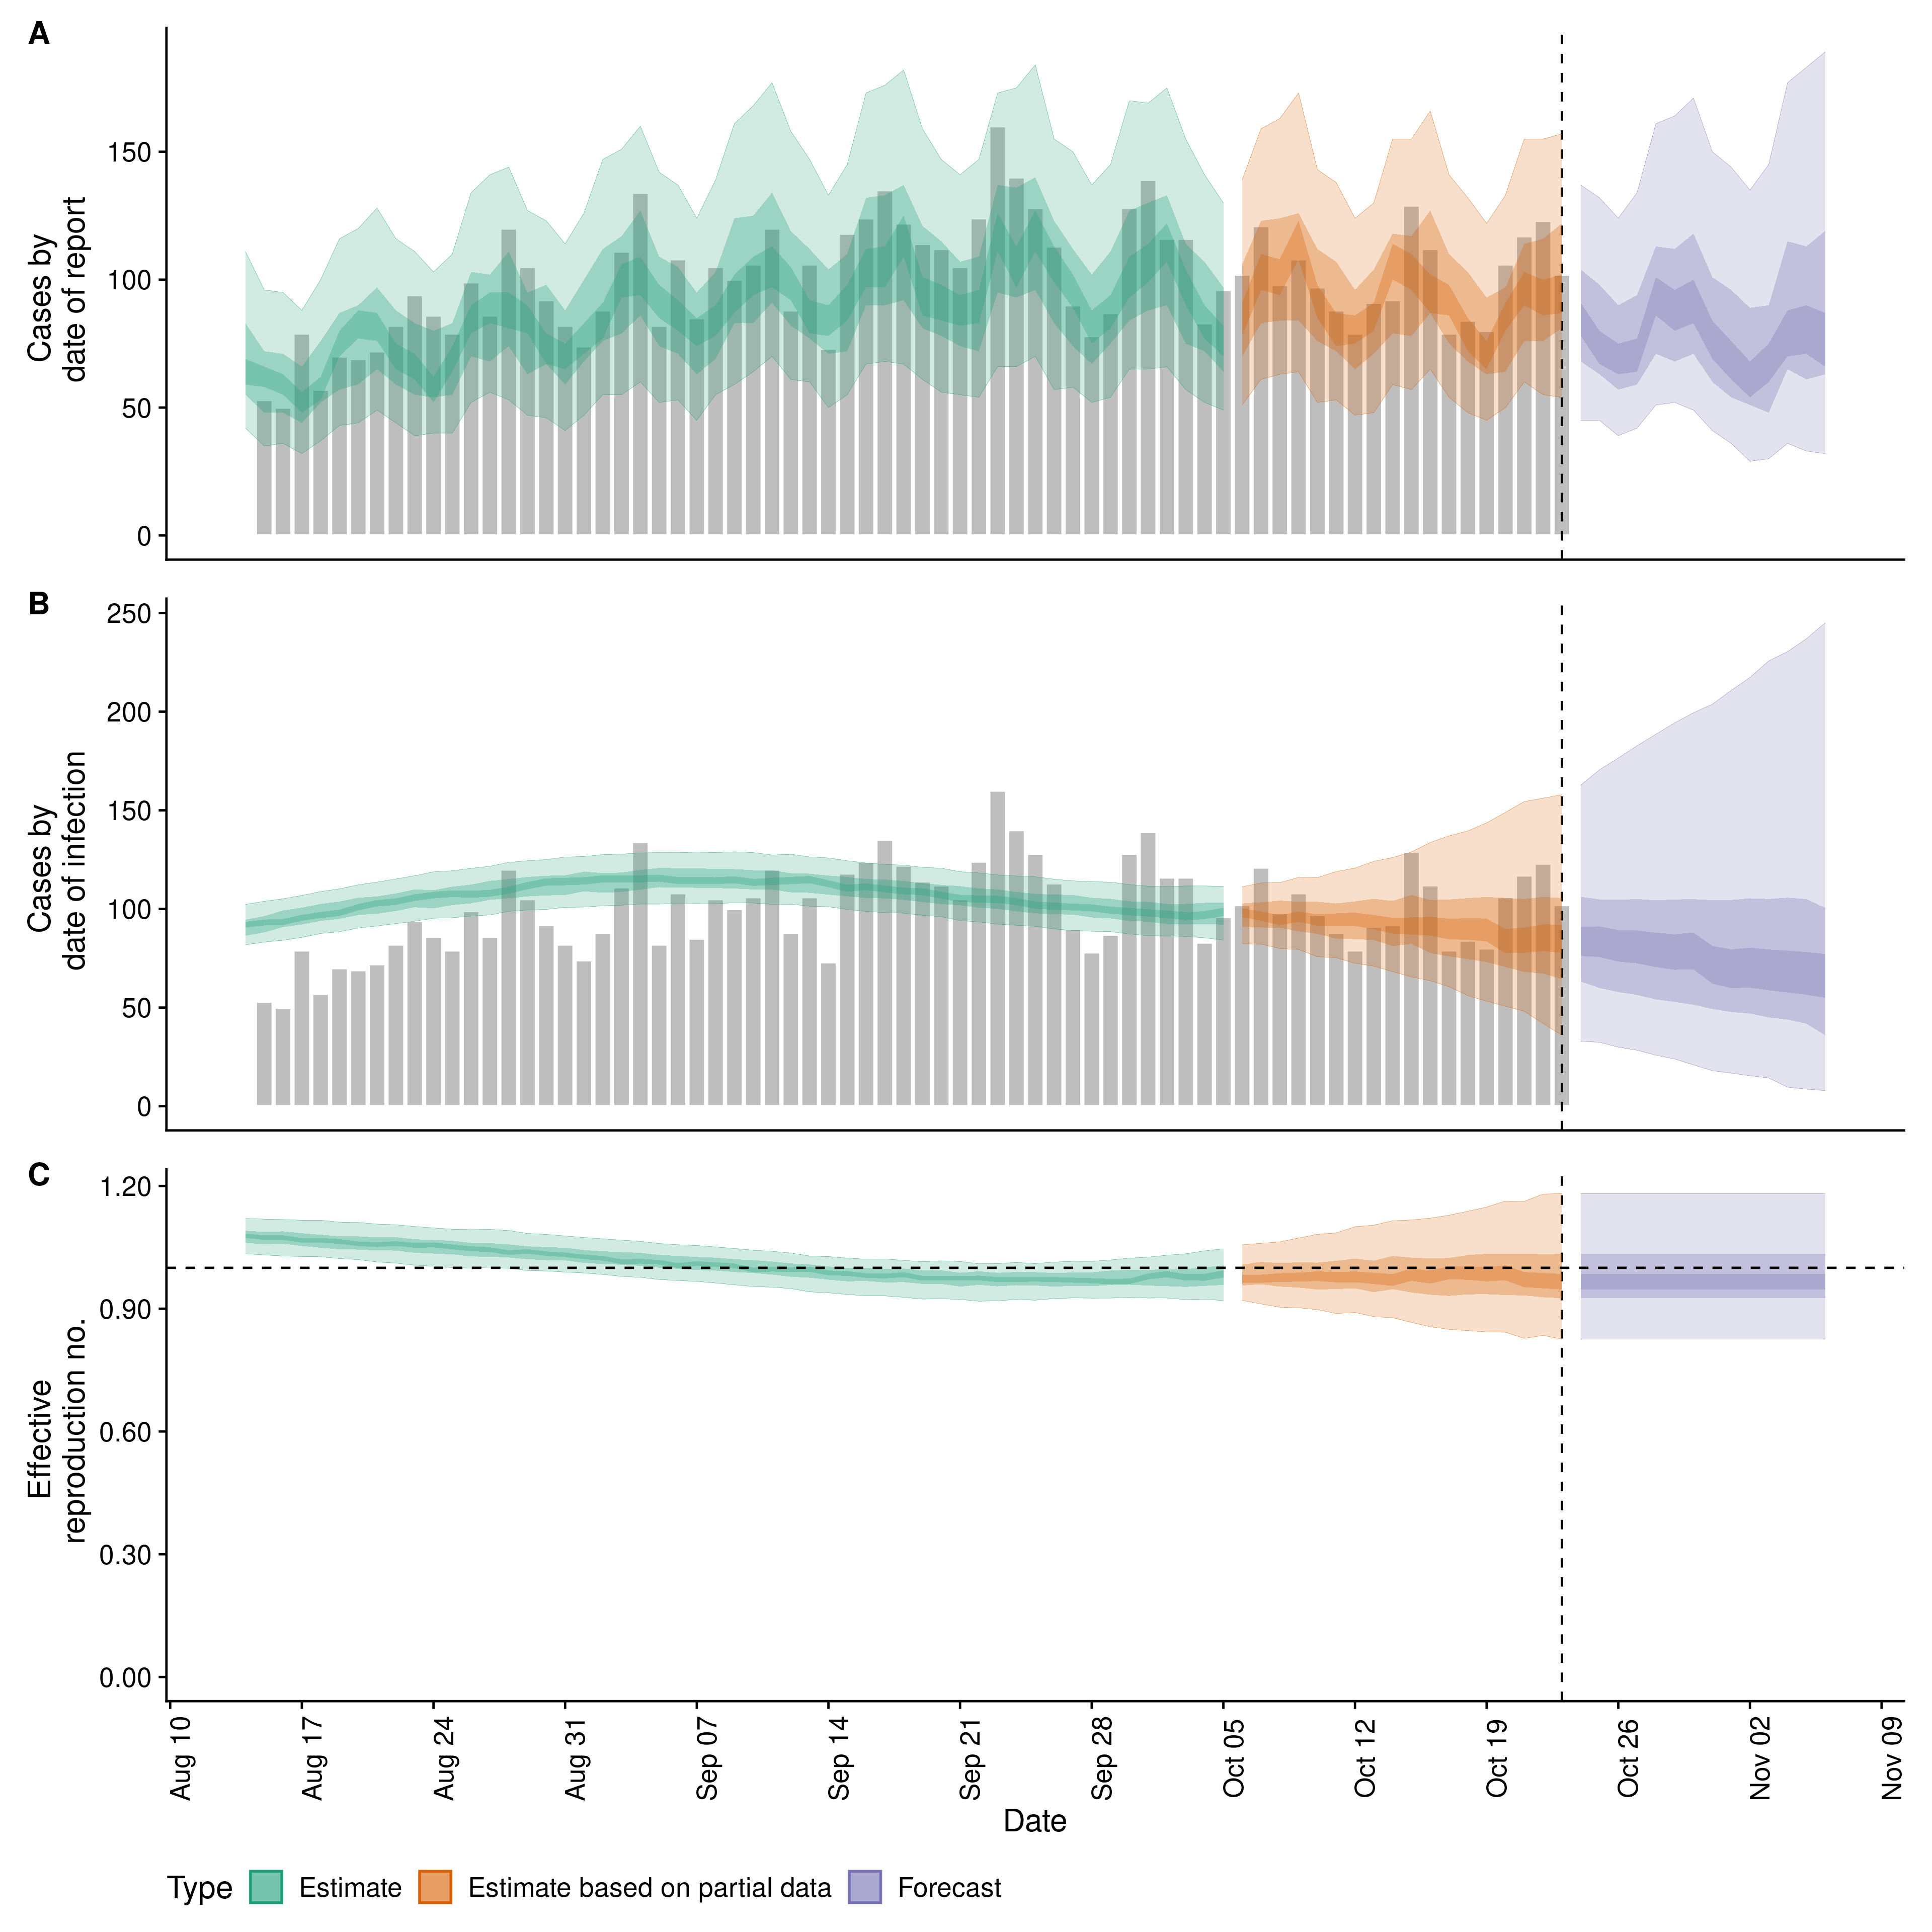 A
Cases by
date of report
150
100
50
0
B
Cases by
date of infection
250
200
150
100
50
0
C
Effective
reproduction no.
1.20
0.90
0.60
0.30
0.00
Aug 10
Aug 17
Aug 24
Aug 31
Sep 07
Sep 14
Sep 21
Sep 28
Oct 05
Oct 12
Oct 19
Oct 26
Nov 02
Nov 09
Date
Type Estimate Estimate based on partial data Forecast